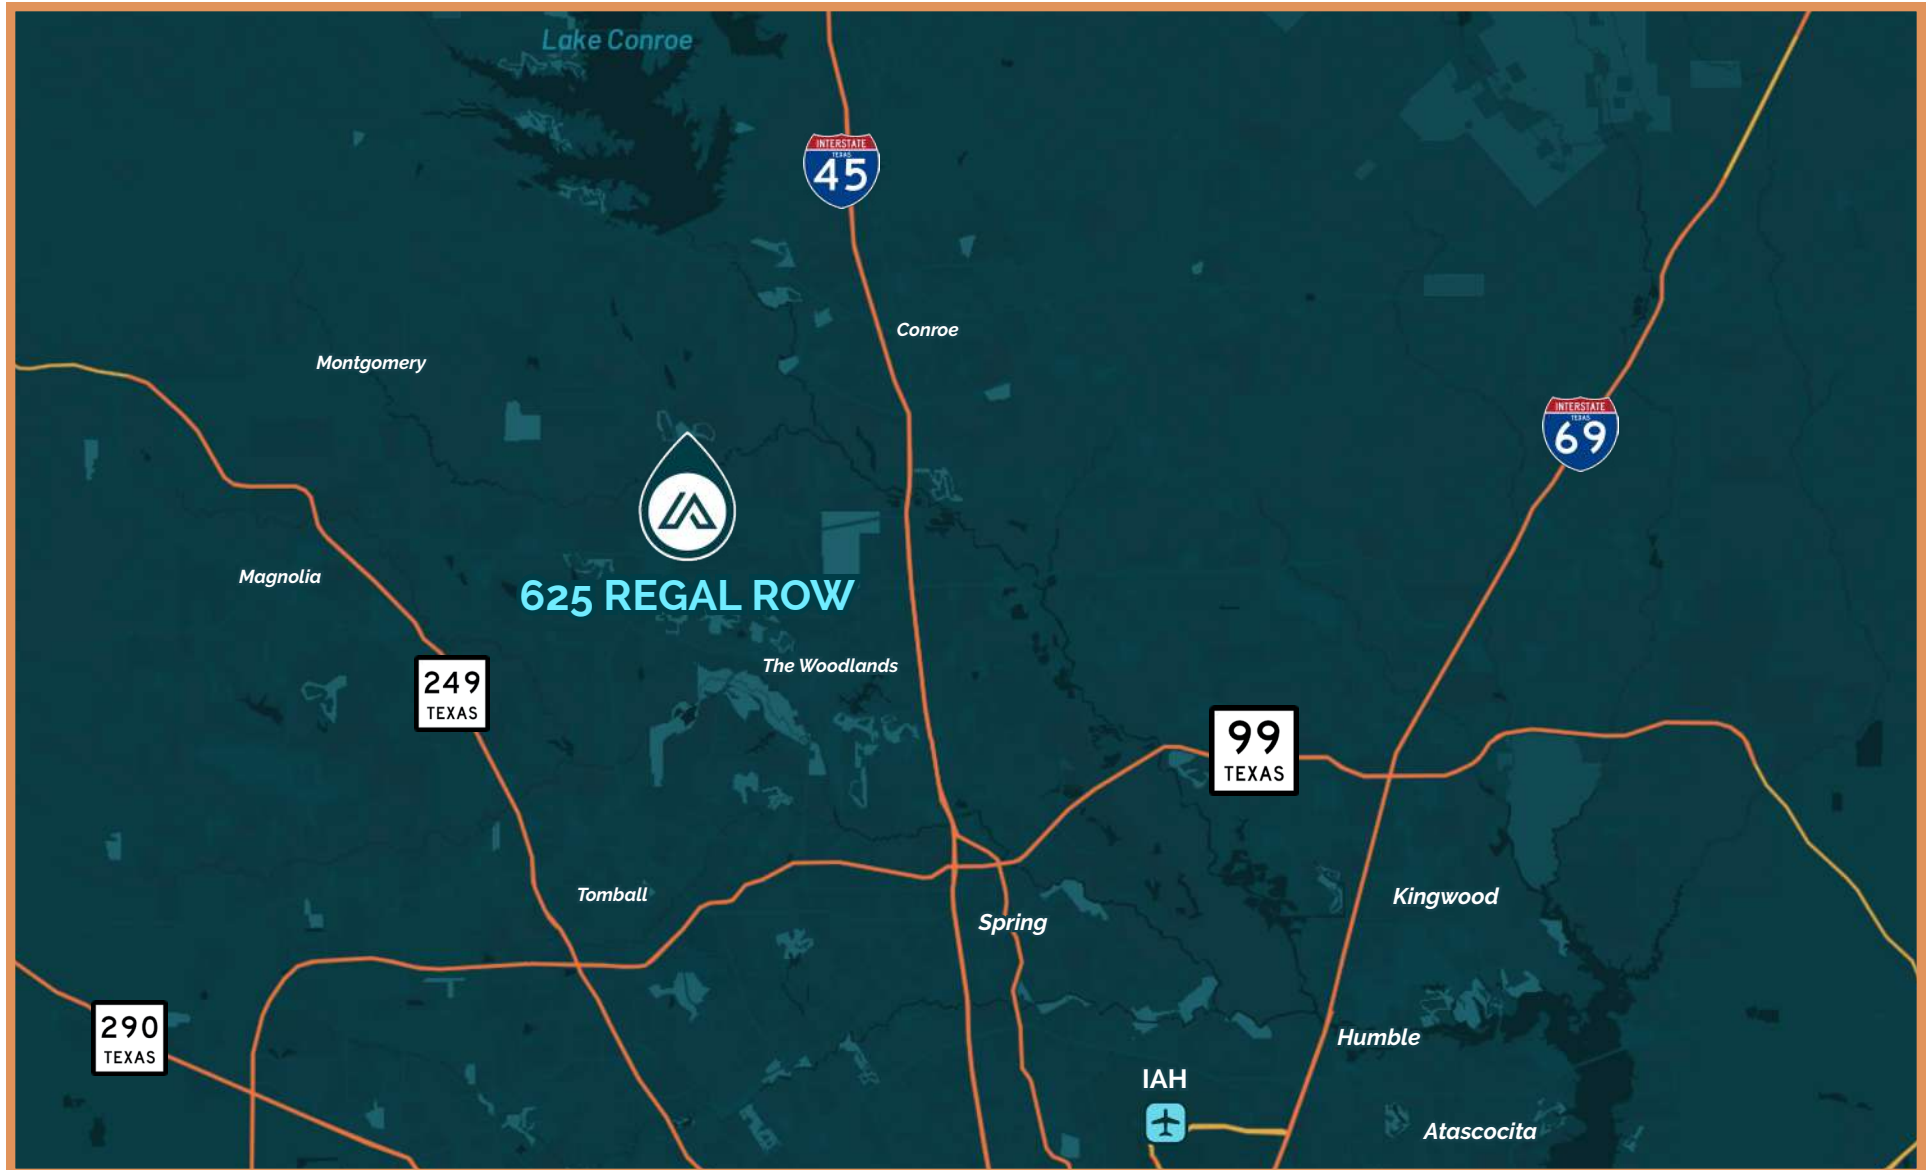 Lake Conroe
INTERSTATE
TEXAS
45
Conroe
Montgomery
INTERSTATE
TEXAS
69
625 REGAL ROW
Magnolia
The Woodlands
249
TEXAS
99
TEXAS
Tomball
Spring
Kingwood
290
TEXAS
Humble
IAH
Atascocita